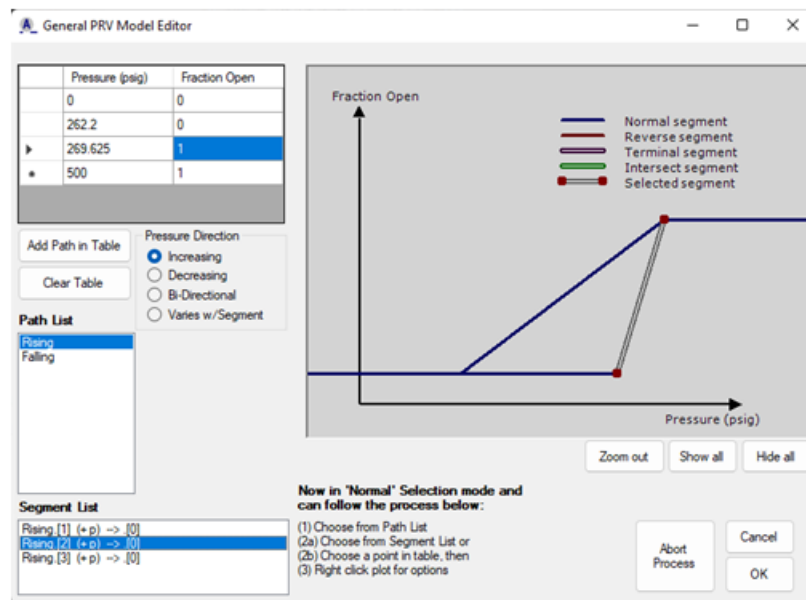 General PRV Model Editor
Pressure (psig) Fraction Open
0 0
262.2 0
269.625 1
500 1
Add Path in Table
Clear Table
Pressure Direction
Increasing
Decreasing
Bi-Directional
Varies w/Segment
Path List
Rising
Falling
Segment List
Rising.[1] (+p) --> .[0]
Rising.[2] (+p) --> .[0]
Rising.[3] (+p) --> .[0]
Fraction Open
Normal segment
Reverse segment
Terminal segment
Intersect segment
Selected segment
Pressure (psig)
Zoom out Show all Hide all
Now in "Normal" Selection mode and
can follow the process below:
(1) Choose from Path List
(2a) Choose from Segment List or
(2b) Choose a point in table, then
(3) Right click plot for options
Abort
Process
Cancel
OK